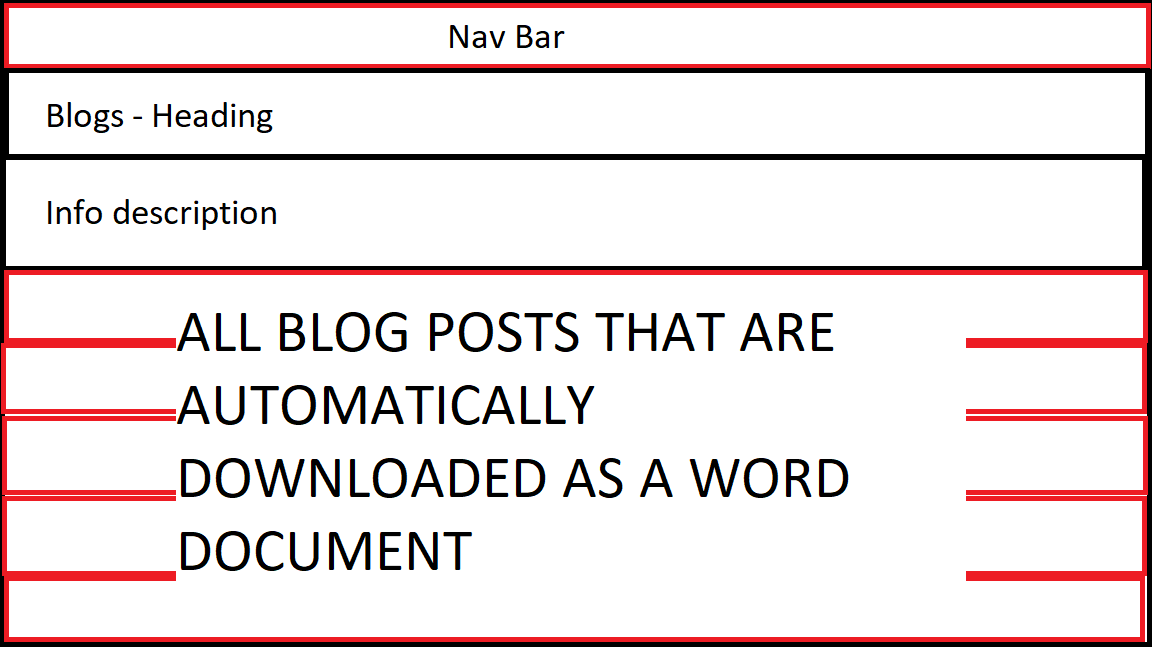 Nav Bar
Blogs - Heading
Info description
ALL BLOG POSTS THAT ARE
AUTOMATICALLY
DOWNLOADED AS A WORD
DOCUMENT